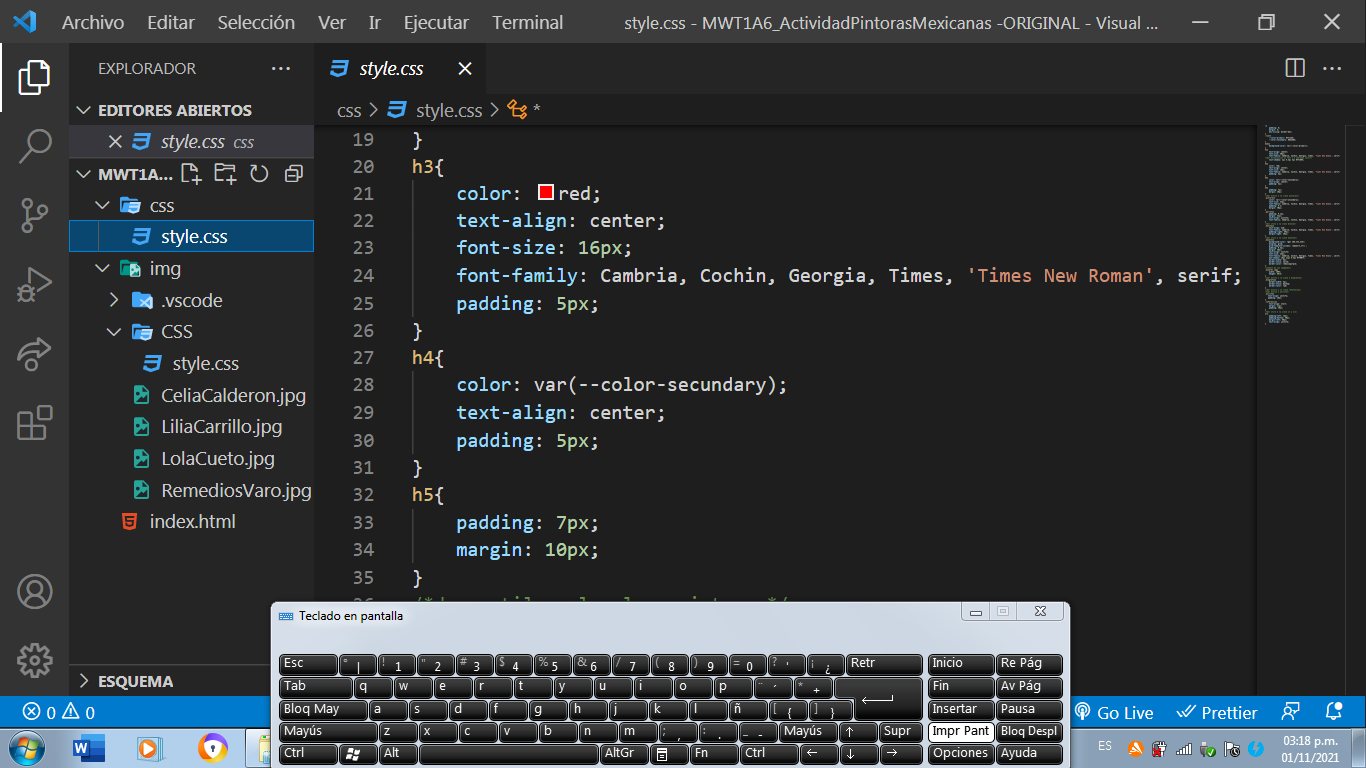 Archivo Editar Selección Ver Ir Ejecutar Terminal style.css - MWT1A6_ActividadPintorasMexicanas -ORIGINAL - Visual ...
EXPLORADOR ...
EDITORES ABIERTOS
style.css css
MWT1A...
css
style.css
img
.vscode
CSS
style.css
CeliaCalderon.jpg
LiliaCarrillo.jpg
LolaCueto.jpg
RemediosVaro.jpg
index.html
ESQUEMA
style.css
css > style.css > *
19 }
20 h3{
21 color: red;
22 text-align: center;
23 font-size: 16px;
24 font-family: Cambria, Cochin, Georgia, Times, 'Times New Roman', serif;
25 padding: 5px;
26 }
27 h4{
28 color: var(--color-secundary);
29 text-align: center;
30 padding: 5px;
31 }
32 h5{
33 padding: 7px;
34 margin: 10px;
35 }
Teclado en pantalla
Esc ° | ! 1 " 2 # 3 $ 4 % 5 & 6 / 7 ( 8 ) 9 = 0 ? ' ¡ ¿ Retr Inicio Re Pág
Tab q w e r t y u i o p ¨ ´ * + Fin Av Pág
Bloq May a s d f g h j k l ñ [ { ] } Insertar Pausa
Mayús z x c v b n m ; , : . _ - Mayús ↑ Supr Impr Pant Bloq Despl
Ctrl Alt AltGr Fn Ctrl ← ↓ → Opciones Ayuda
0 0
Go Live Prettier
ES
03:18 p.m.
01/11/2021